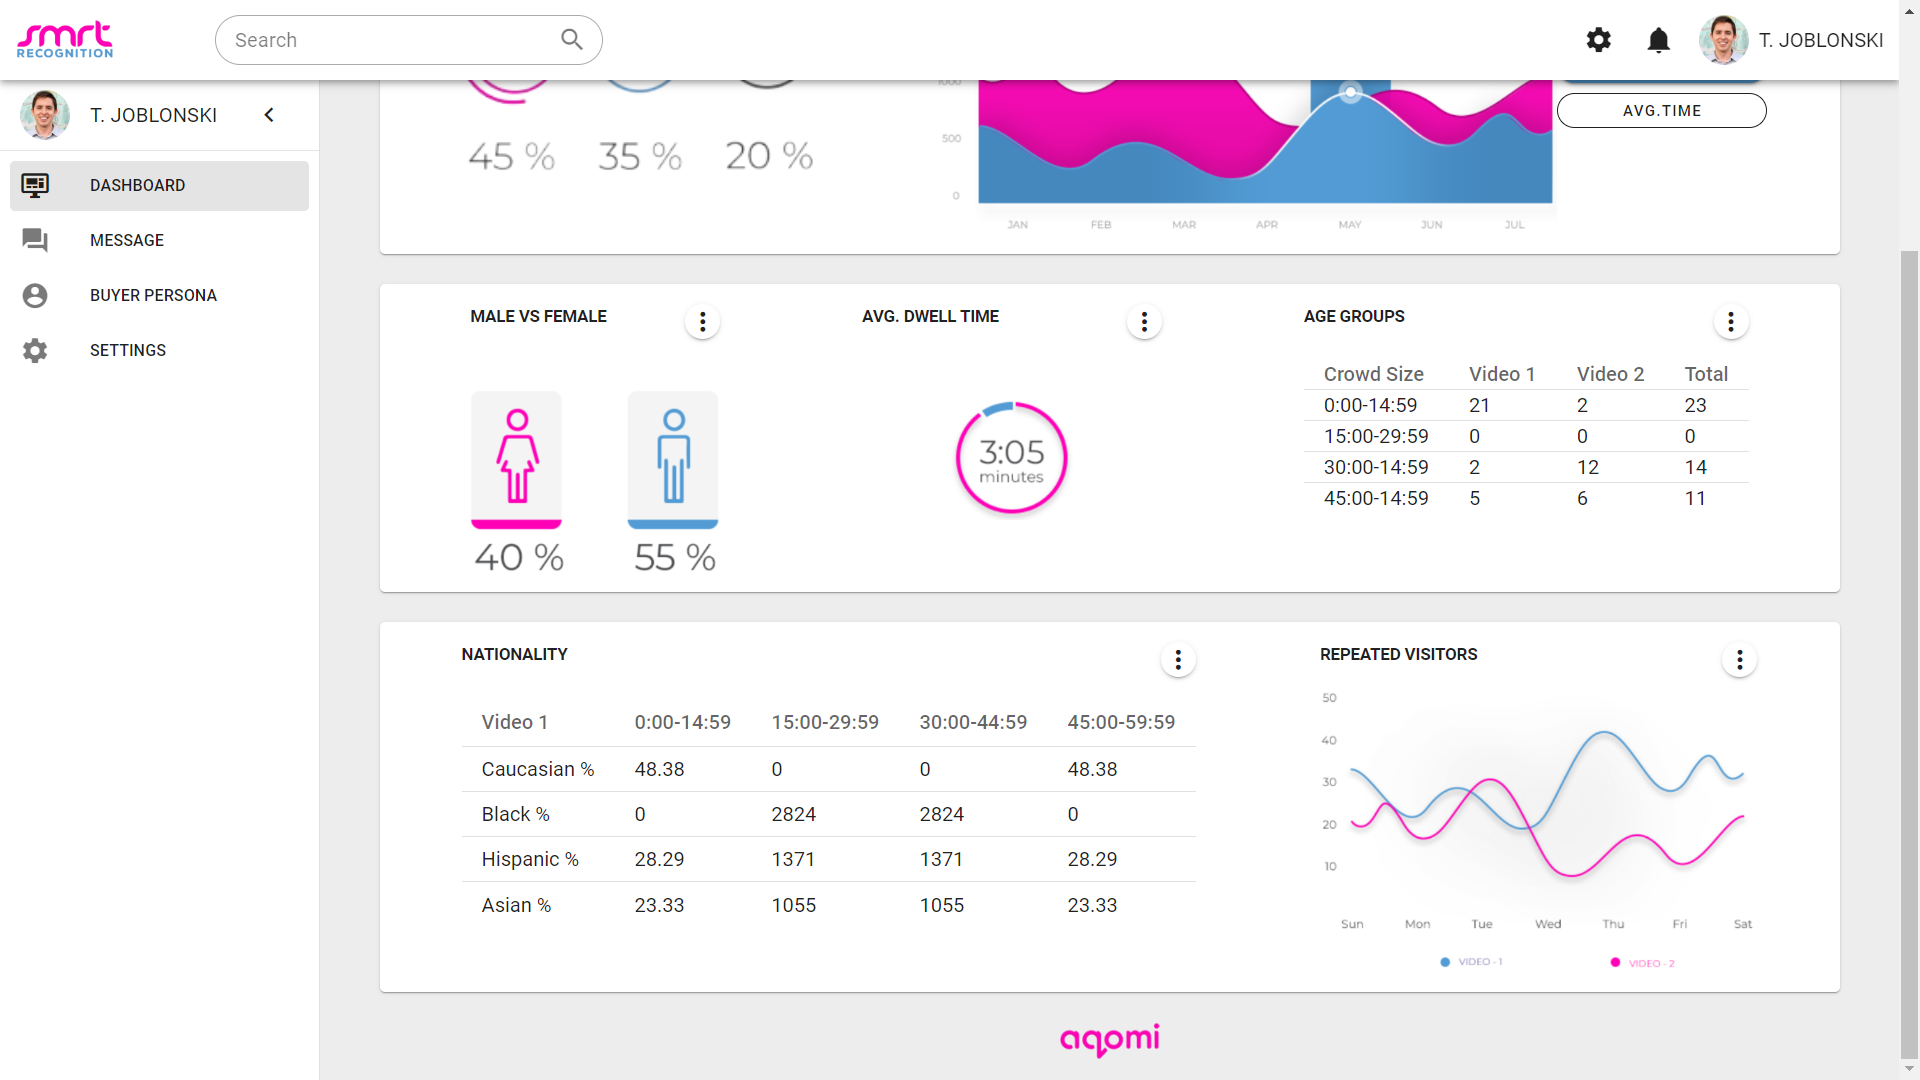 smrt
RECOGNITION
Search
T. JOBLONSKI
T. JOBLONSKI
DASHBOARD
MESSAGE
BUYER PERSONA
SETTINGS
45 % 35 % 20 %
1000
500
0
JAN FEB MAR APR MAY JUN JUL
AVG.TIME
MALE VS FEMALE
40 % 55 %
AVG. DWELL TIME
3:05
minutes
AGE GROUPS
Crowd Size Video 1 Video 2 Total
0:00-14:59 21 2 23
15:00-29:59 0 0 0
30:00-14:59 2 12 14
45:00-14:59 5 6 11
NATIONALITY
Video 1 0:00-14:59 15:00-29:59 30:00-44:59 45:00-59:59
Caucasian % 48.38 0 0 48.38
Black % 0 2824 2824 0
Hispanic % 28.29 1371 1371 28.29
Asian % 23.33 1055 1055 23.33
REPEATED VISITORS
50
40
30
20
10
Sun Mon Tue Wed Thu Fri Sat
VIDEO - 1 VIDEO - 2
aqomi